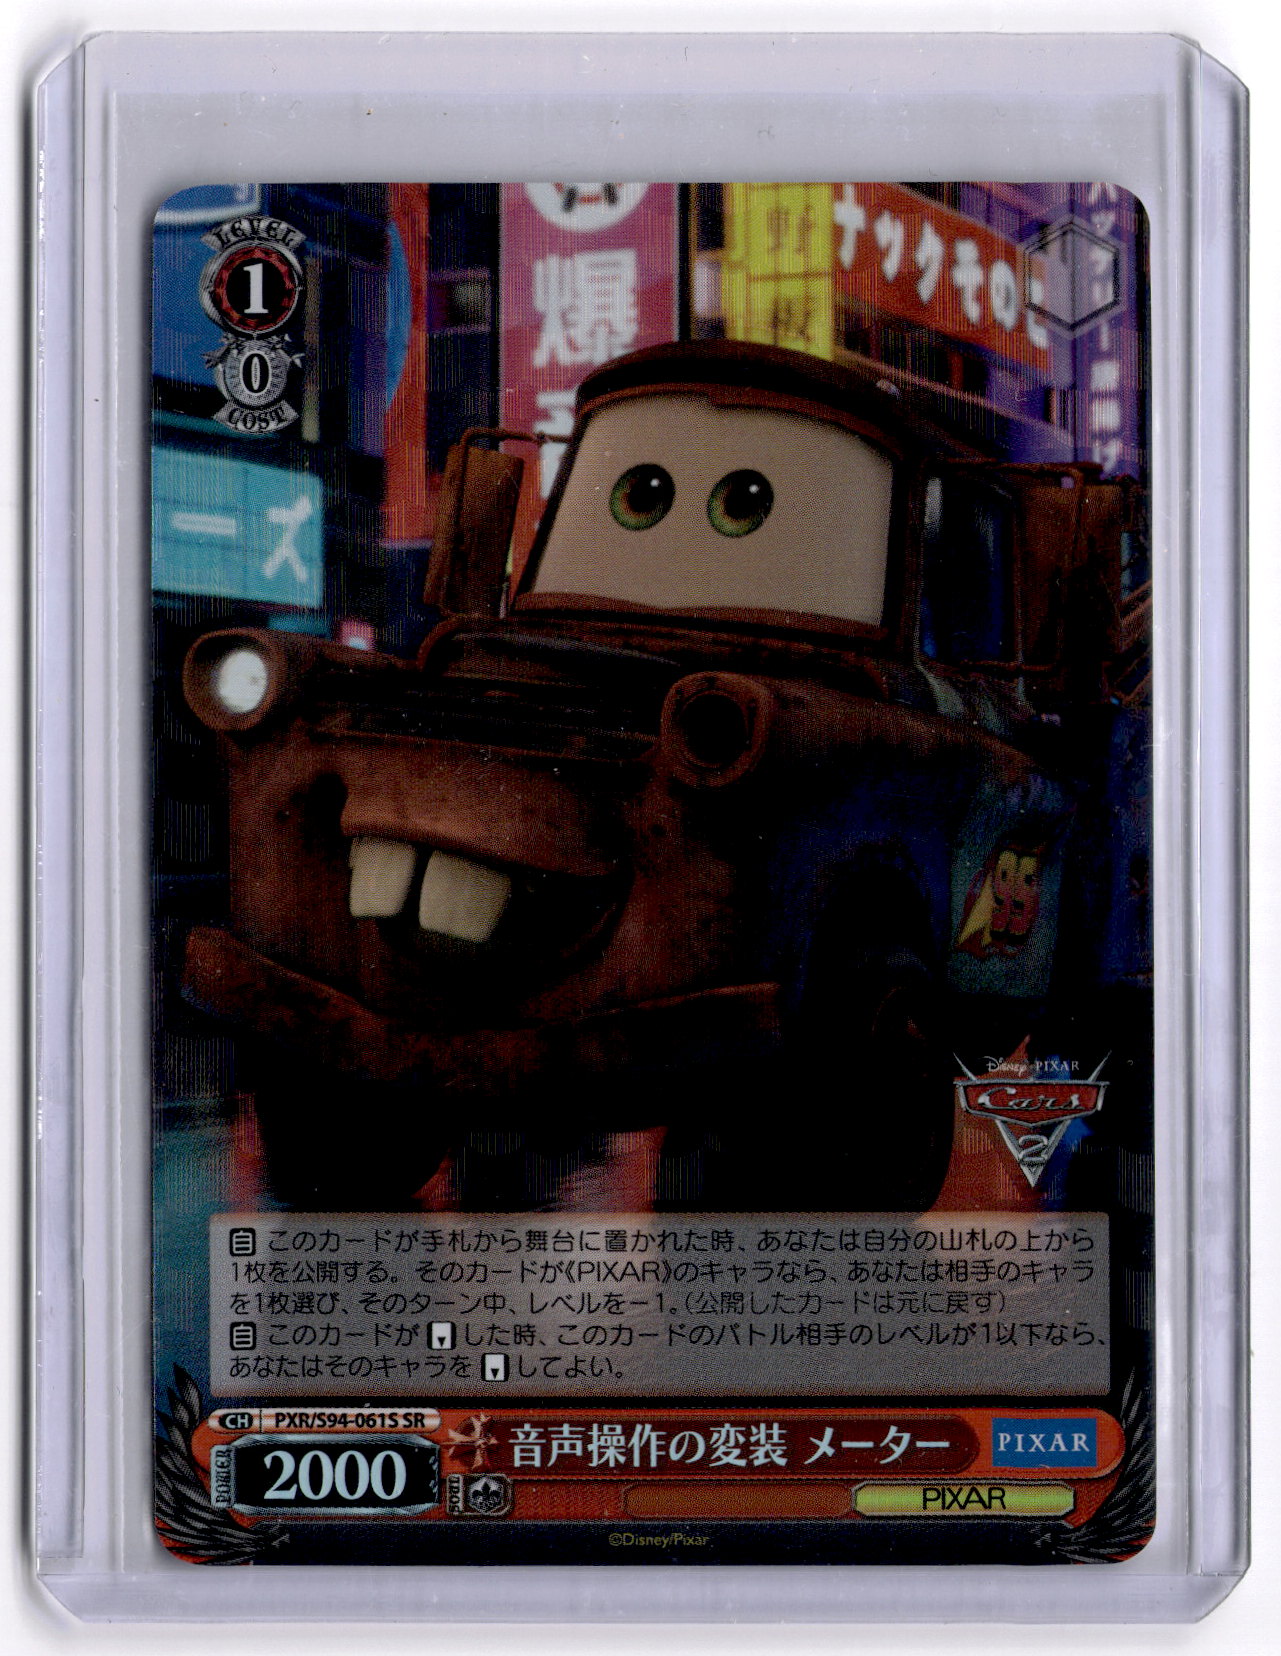 LEVEL
1
0
COST
爆
野
ナックモのこ
ーズ
Disney PIXAR
Cars
2
自 このカードが手札から舞台に置かれた時、あなたは自分の山札の上から
1枚を公開する。そのカードが《PIXAR》のキャラなら、あなたは相手のキャラ
を1枚選び、そのターン中、レベルを－1。（公開したカードは元に戻す）
自 このカードが した時、このカードのバトル相手のレベルが1以下なら、
あなたはそのキャラを してよい。
CH PXR/S94-061S SR
音声操作の変装 メーター
PIXAR
POWER
2000
SOUL
PIXAR
©Disney/Pixar